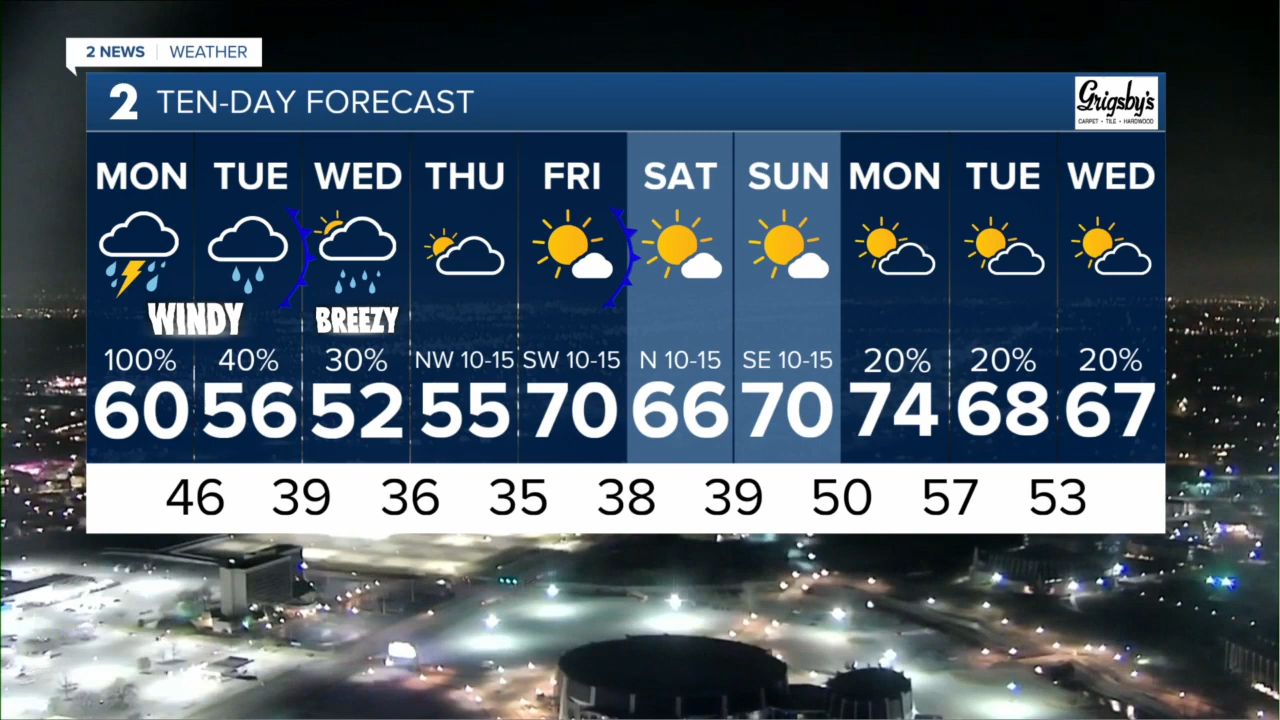 2 NEWS | WEATHER
2 TEN-DAY FORECAST
Grigsby's
CARPET • TILE • HARDWOOD
MON TUE WED THU FRI SAT SUN MON TUE WED
WINDY BREEZY
100% 40% 30% NW 10-15 SW 10-15 N 10-15 SE 10-15 20% 20% 20%
60 56 52 55 70 66 70 74 68 67
46 39 36 35 38 39 50 57 53